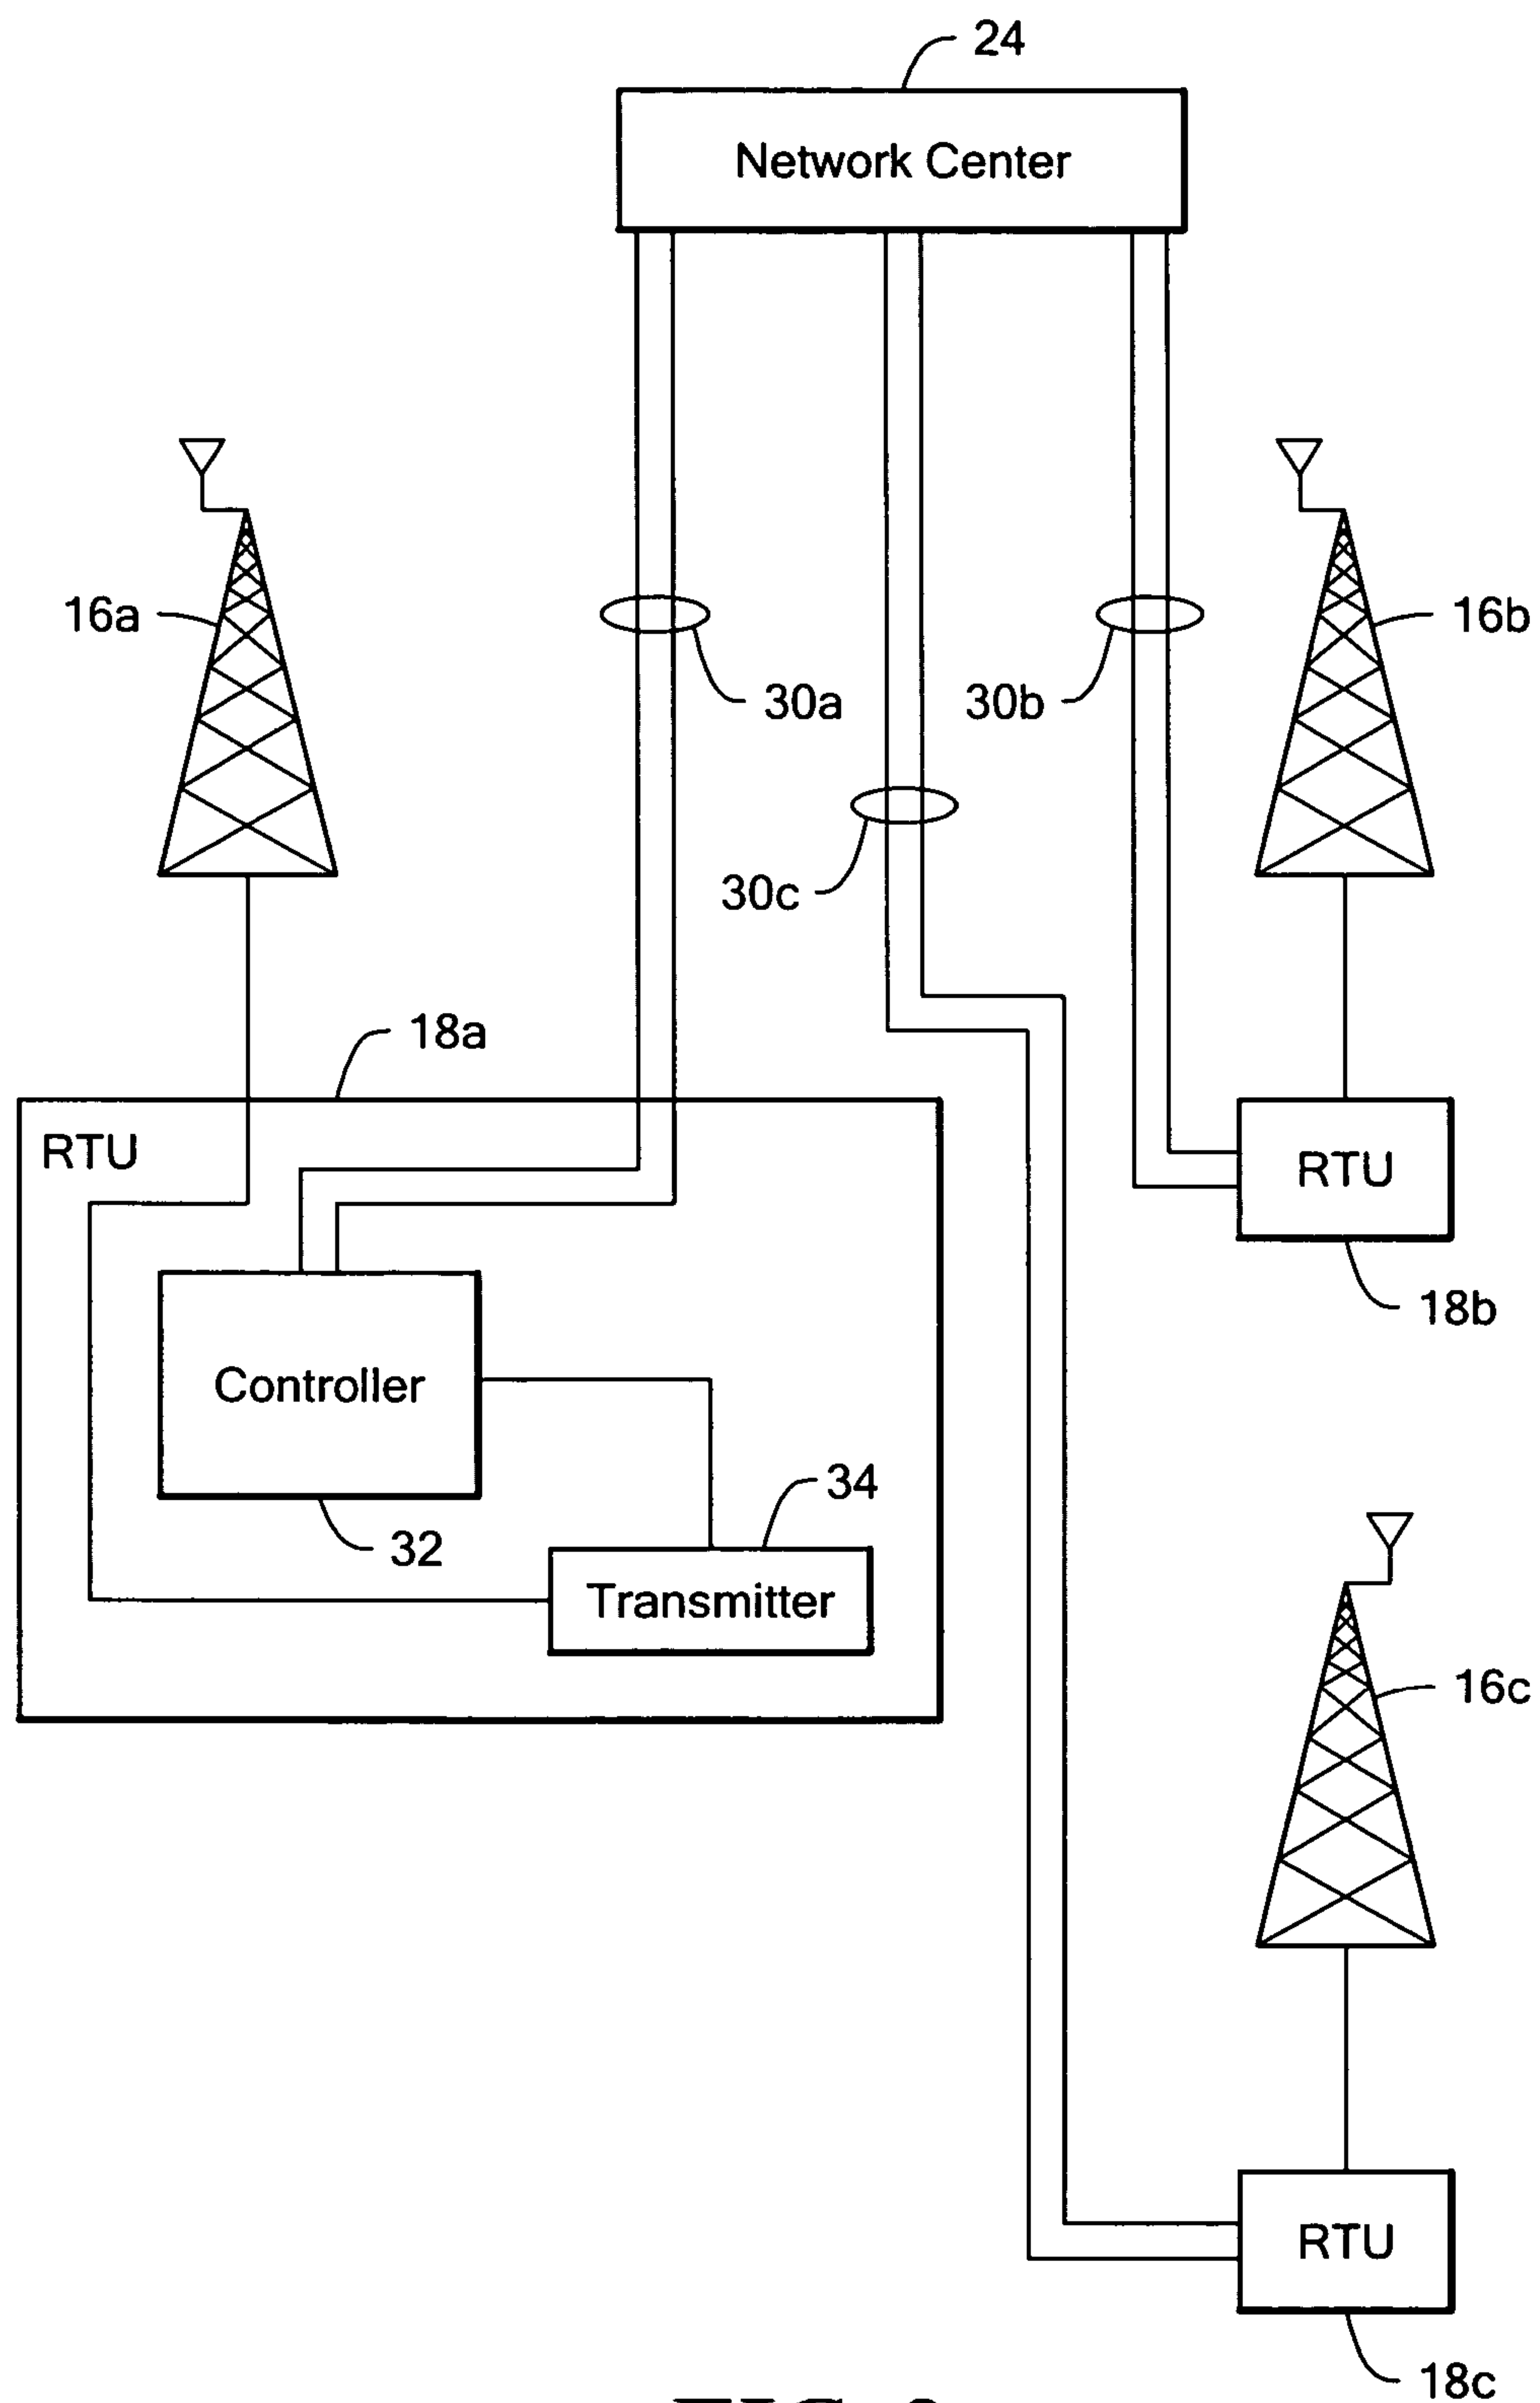 24
Network Center
16a
16b
30a
30b
30c
18a
RTU
RTU
18b
Controller
34
32
Transmitter
16c
RTU
18c